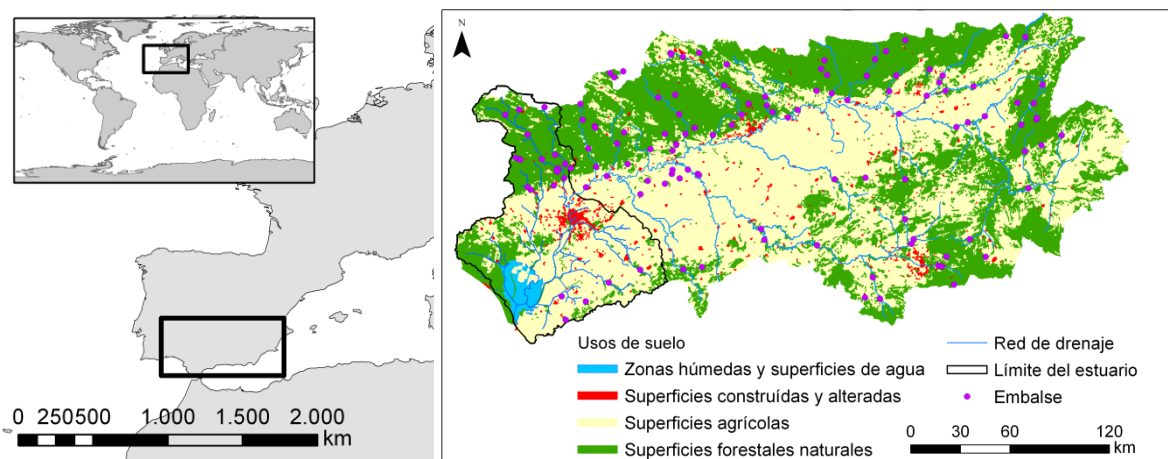 N
0 250500 1.000 1.500 2.000
km
Usos de suelo
Zonas húmedas y superficies de agua
Superficies construídas y alteradas
Superficies agrícolas
Superficies forestales naturales
Red de drenaje
Límite del estuario
Embalse
0 30 60 120
km